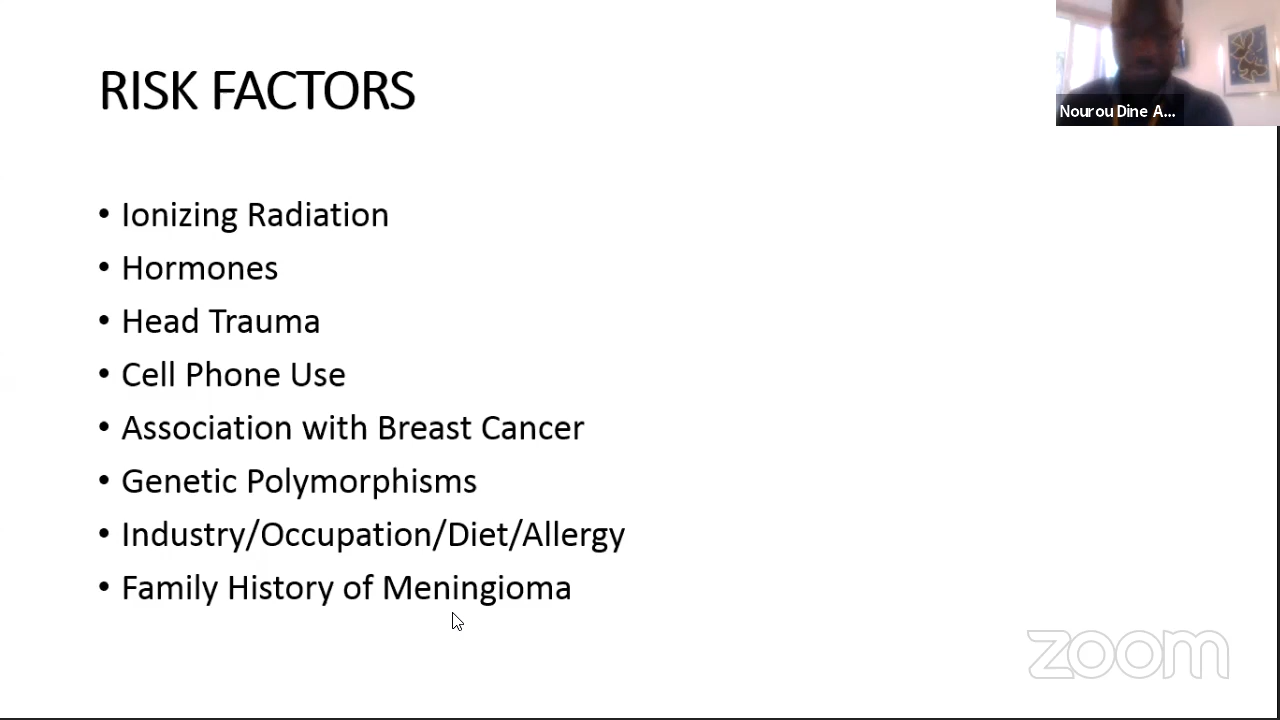 RISK FACTORS
• Ionizing Radiation
• Hormones
• Head Trauma
• Cell Phone Use
• Association with Breast Cancer
• Genetic Polymorphisms
• Industry/Occupation/Diet/Allergy
• Family History of Meningioma
Nourou Dine A...
zoom